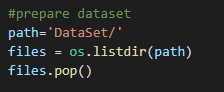 #prepare dataset
path='DataSet/'
files = os.listdir(path)
files.pop()